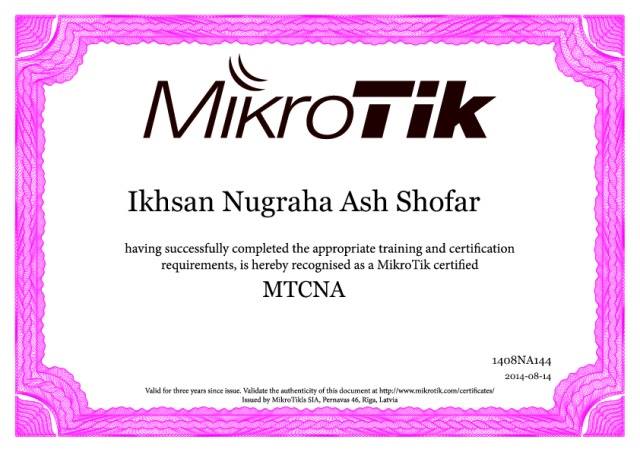 MikroTik
Ikhsan Nugraha Ash Shofar
having successfully completed the appropriate training and certification
requirements, is hereby recognised as a MikroTik certified
MTCNA
1408NA144
2014-08-14
Valid for three years since issue. Validate the authenticity of this document at http://www.mikrotik.com/certificates/
Issued by MikroTikls SIA, Pernavas 46, Riga, Latvia